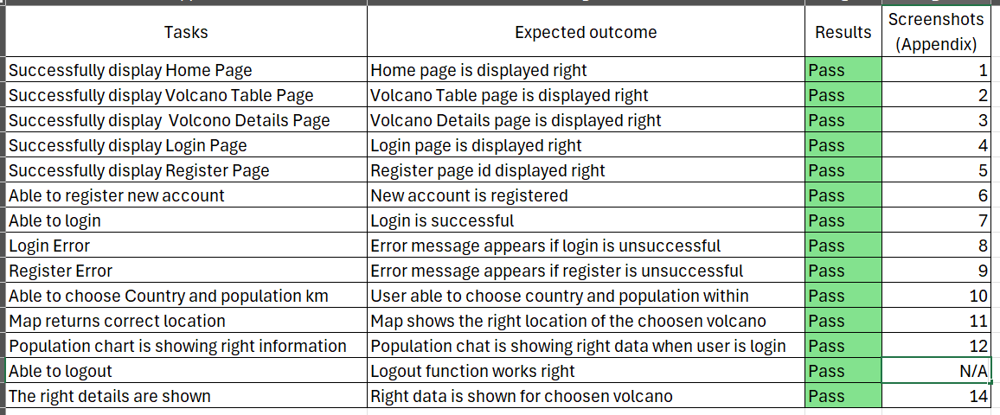 Tasks Expected outcome Results Screenshots (Appendix)
Successfully display Home Page Home page is displayed right Pass 1
Successfully display Volcano Table Page Volcano Table page is displayed right Pass 2
Successfully display  Volcono Details Page Volcano Details page is displayed right Pass 3
Successfully display Login Page Login page is displayed right Pass 4
Successfully display Register Page Register page id displayed right Pass 5
Able to register new account New account is registered Pass 6
Able to login Login is successful Pass 7
Login Error Error message appears if login is unsuccessful Pass 8
Register Error Error message appears if register is unsuccessful Pass 9
Able to choose Country and population km User able to choose country and population within Pass 10
Map returns correct location Map shows the right location of the choosen volcano Pass 11
Population chart is showing right information Population chat is showing right data when user is login Pass 12
Able to logout Logout function works right Pass N/A
The right details are shown Right data is shown for choosen volcano Pass 14